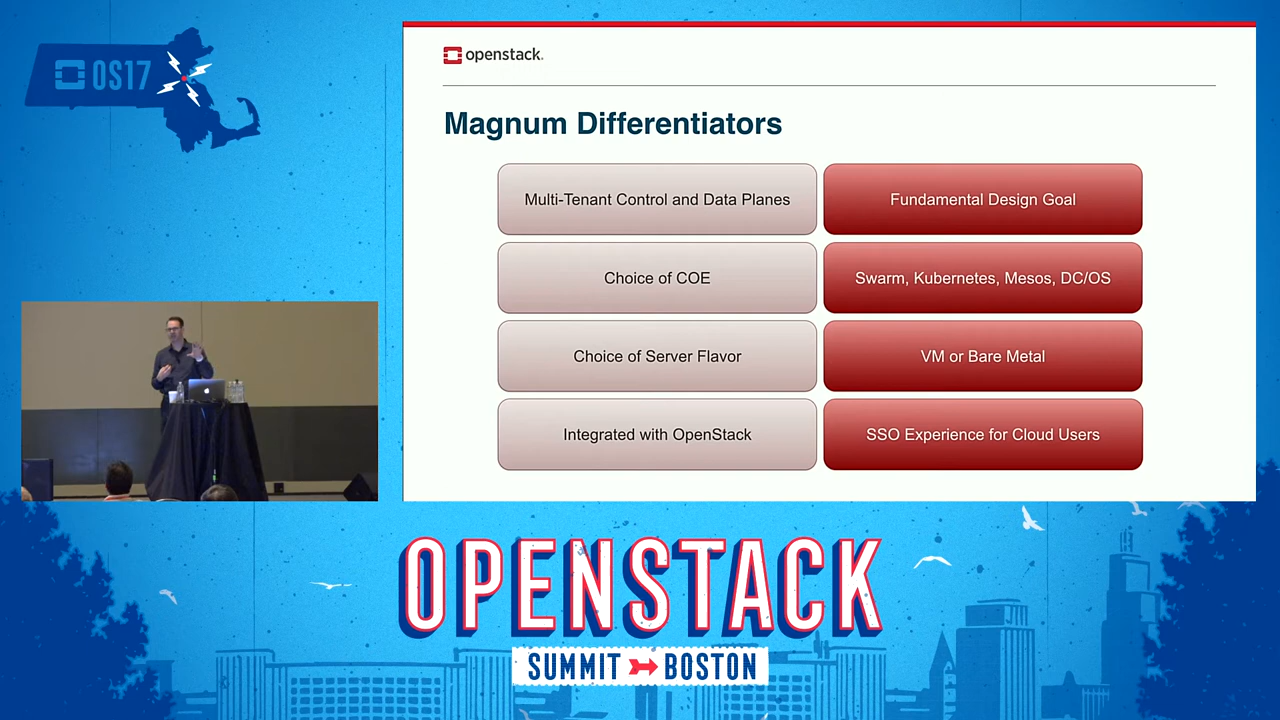 OS17
openstack.
Magnum Differentiators
Multi-Tenant Control and Data Planes
Fundamental Design Goal
Choice of COE
Swarm, Kubernetes, Mesos, DC/OS
Choice of Server Flavor
VM or Bare Metal
Integrated with OpenStack
SSO Experience for Cloud Users
OPENSTACK
SUMMIT BOSTON